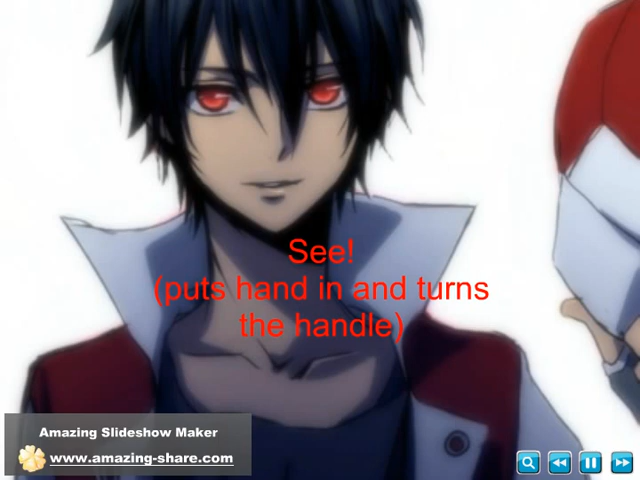 See!
(puts hand in and turns
the handle)
Amazing Slideshow Maker
www.amazing-share.com